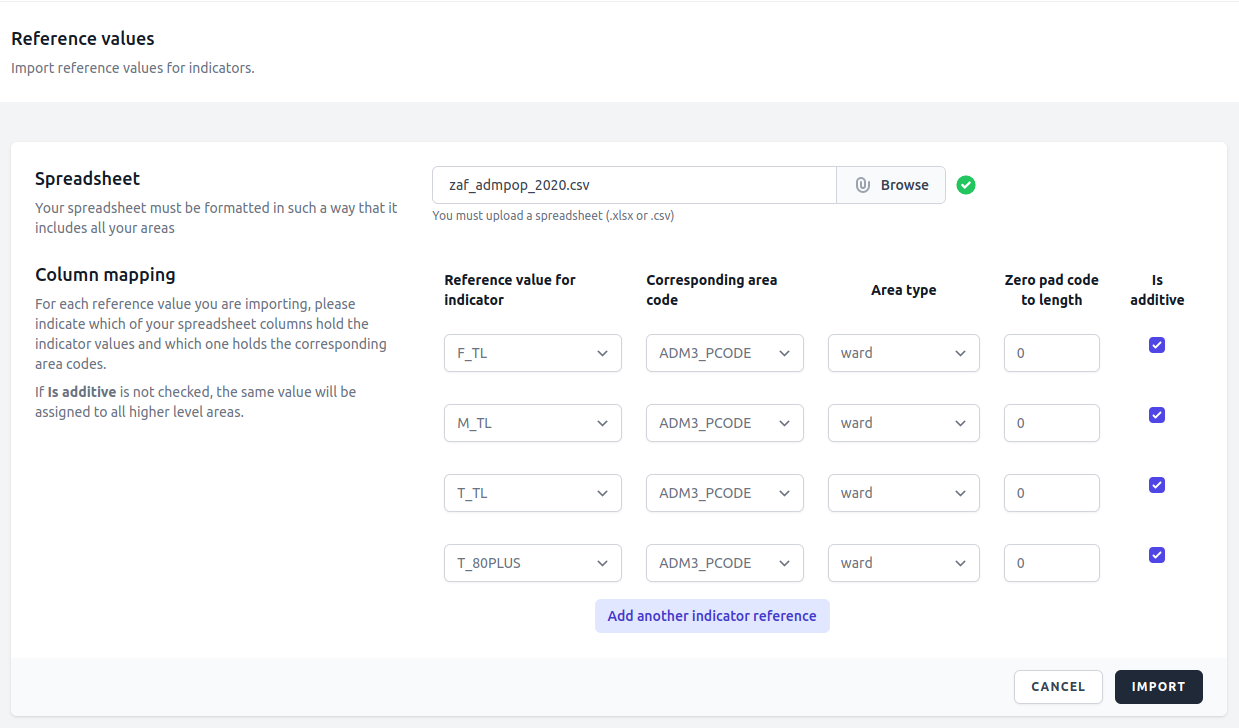 Reference values
Import reference values for indicators.
Spreadsheet
Your spreadsheet must be formatted in such a way that it
includes all your areas
zaf_admpop_2020.csv
Browse
You must upload a spreadsheet (.xlsx or .csv)
Column mapping
For each reference value you are importing, please
indicate which of your spreadsheet columns hold the
indicator values and which one holds the corresponding
area codes.
If Is additive is not checked, the same value will be
assigned to all higher level areas.
Reference value for
indicator
Corresponding area
code
Area type
Zero pad code
to length
Is
additive
F_TL ADM3_PCODE ward 0
M_TL ADM3_PCODE ward 0
T_TL ADM3_PCODE ward 0
T_80PLUS ADM3_PCODE ward 0
Add another indicator reference
CANCEL IMPORT